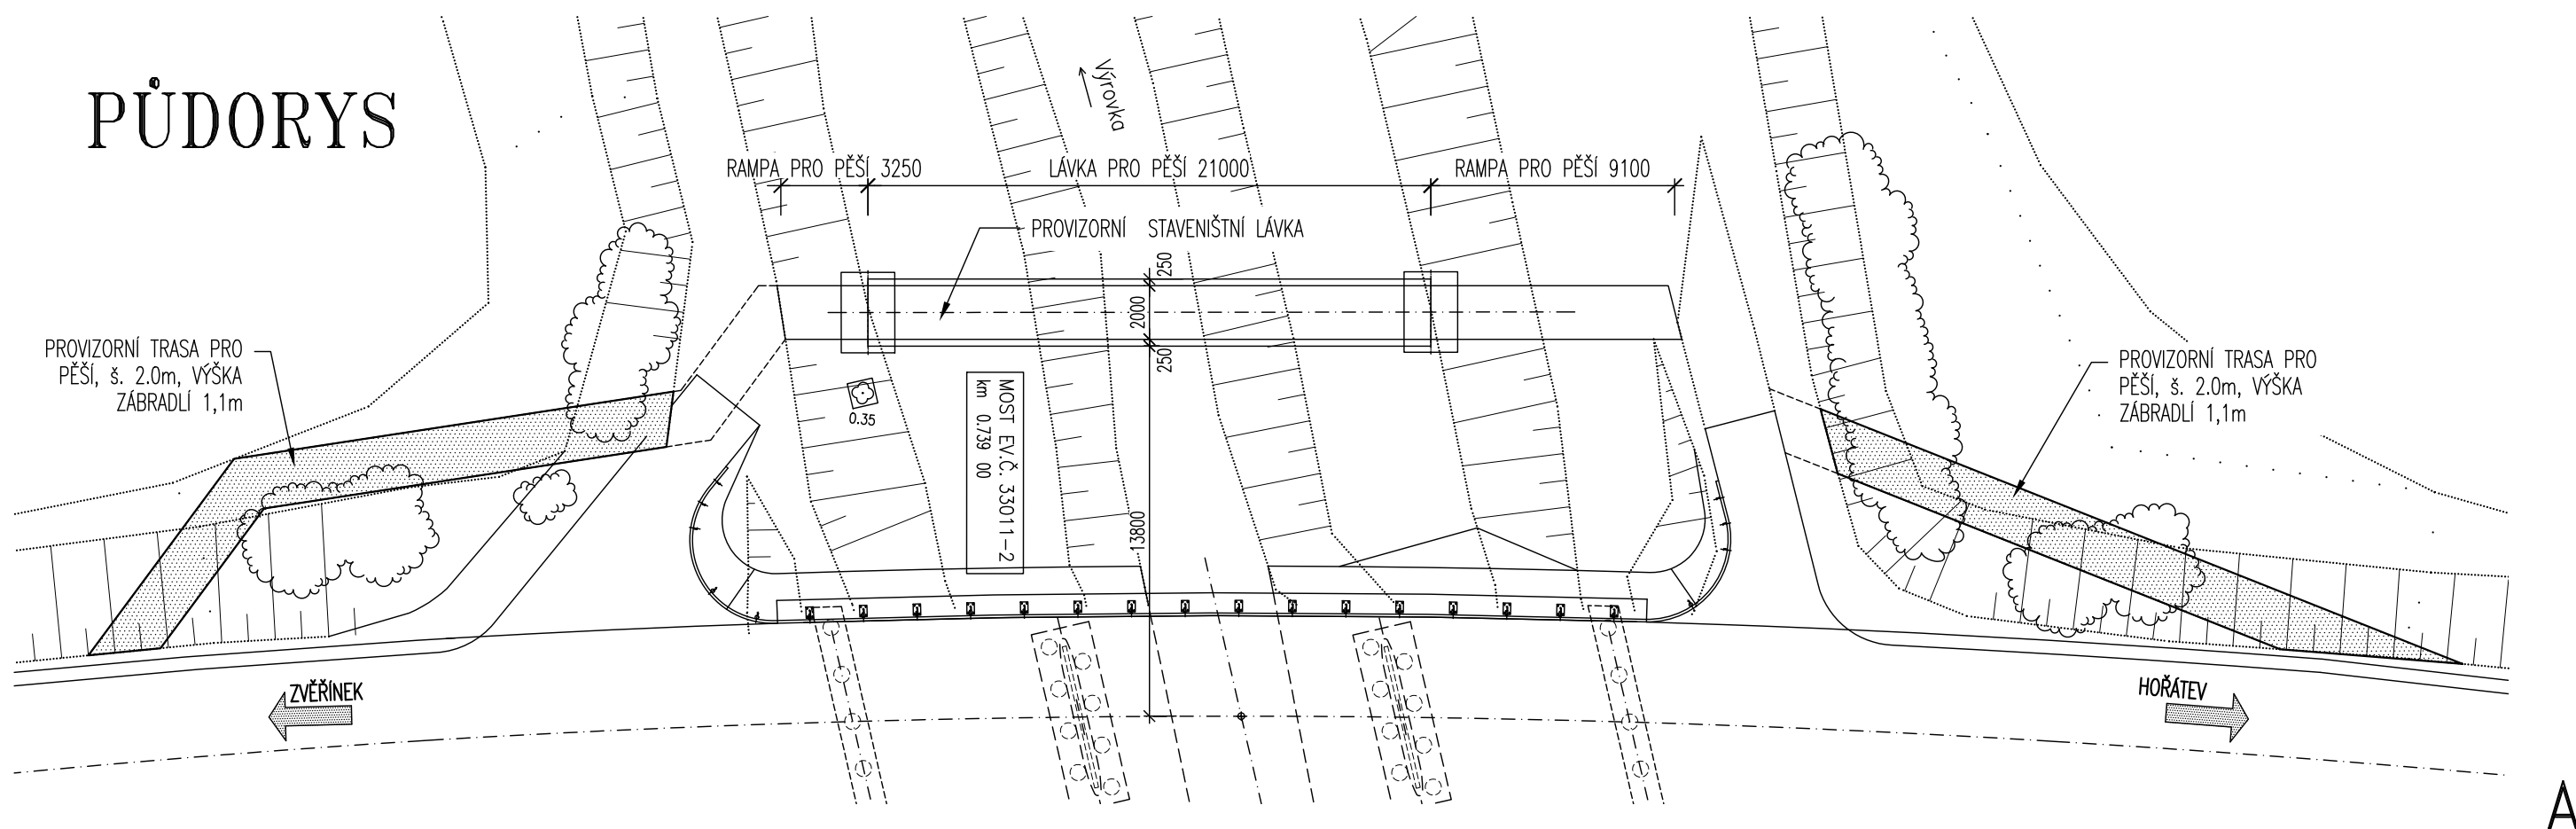 PŮDORYS
Výrovka
RAMPA PRO PĚŠÍ 3250
LÁVKA PRO PĚŠÍ 21000
RAMPA PRO PĚŠÍ 9100
PROVIZORNÍ STAVENIŠTNÍ LÁVKA
250
2000
250
PROVIZORNÍ TRASA PRO
PĚŠÍ, š. 2.0m, VÝŠKA
ZÁBRADLÍ 1,1m
PROVIZORNÍ TRASA PRO
PĚŠÍ, š. 2.0m, VÝŠKA
ZÁBRADLÍ 1,1m
0.35
MOST EV.Č. 33011-2
km 0.739 00
13800
ZVĚŘÍNEK
HOŘÁTEV
A